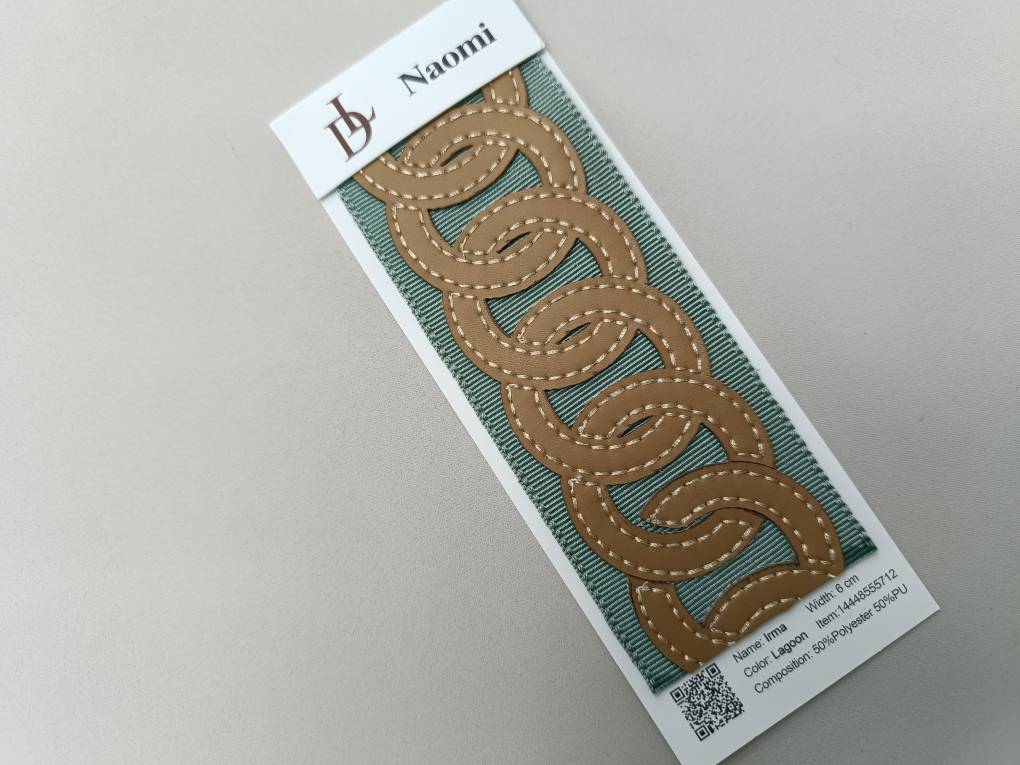 DL Naomi
Name: Irma Width: 6 cm
Color: Lagoon Item:14448555712
Composition: 50%Polyester 50%PU